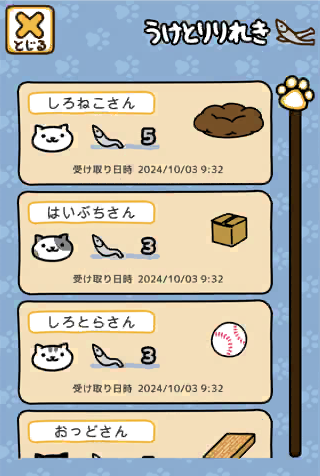 とじる
うけとりりれき
しろねこさん
5
受け取り日時 2024/10/03 9:32
はいぶちさん
3
受け取り日時 2024/10/03 9:32
しろとらさん
3
受け取り日時 2024/10/03 9:32
おっどさん